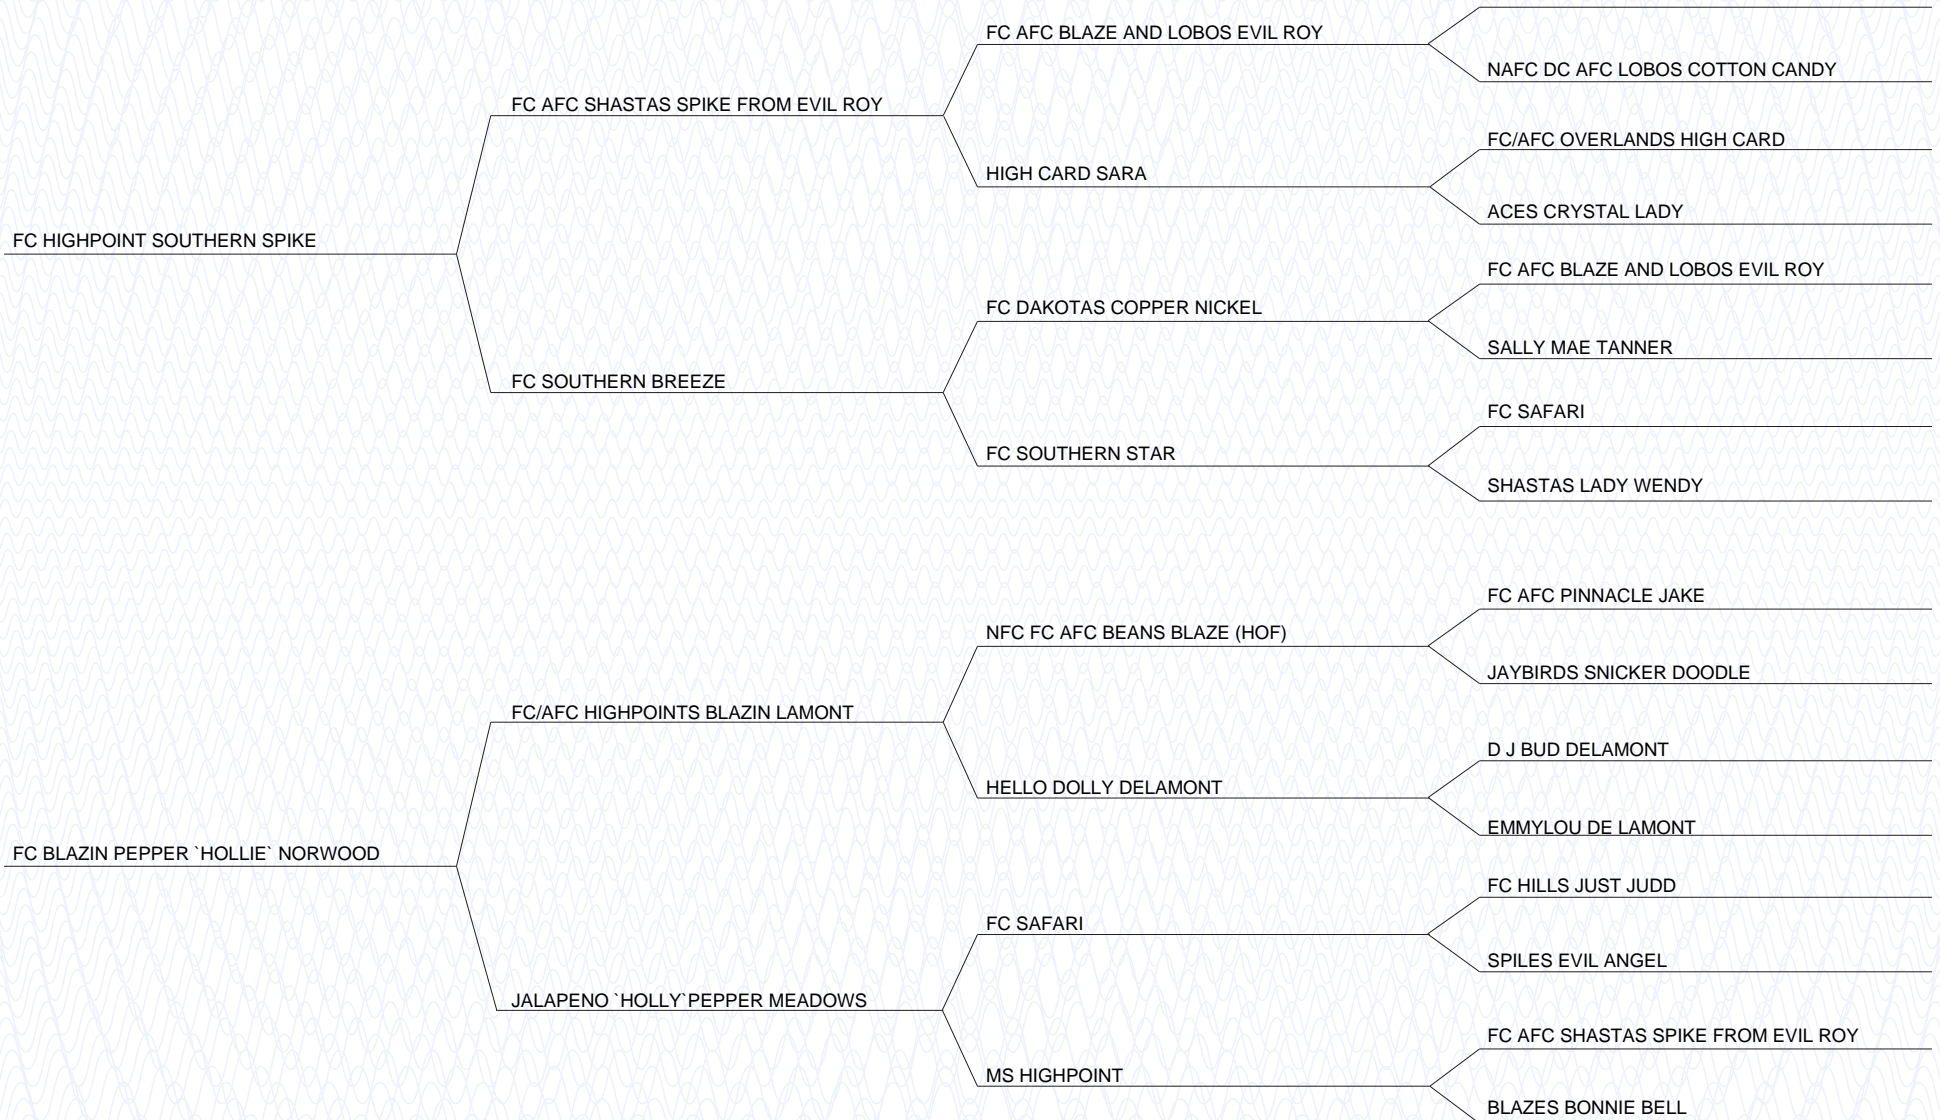 FC AFC BLAZE AND LOBOS EVIL ROY
NAFC DC AFC LOBOS COTTON CANDY
FC AFC SHASTAS SPIKE FROM EVIL ROY
FC/AFC OVERLANDS HIGH CARD
HIGH CARD SARA
ACES CRYSTAL LADY
FC HIGHPOINT SOUTHERN SPIKE
FC AFC BLAZE AND LOBOS EVIL ROY
FC DAKOTAS COPPER NICKEL
SALLY MAE TANNER
FC SOUTHERN BREEZE
FC SAFARI
FC SOUTHERN STAR
SHASTAS LADY WENDY
FC AFC PINNACLE JAKE
NFC FC AFC BEANS BLAZE (HOF)
JAYBIRDS SNICKER DOODLE
FC/AFC HIGHPOINTS BLAZIN LAMONT
D J BUD DELAMONT
HELLO DOLLY DELAMONT
EMMYLOU DE LAMONT
FC BLAZIN PEPPER `HOLLIE` NORWOOD
FC HILLS JUST JUDD
FC SAFARI
SPILES EVIL ANGEL
JALAPENO `HOLLY`PEPPER MEADOWS
FC AFC SHASTAS SPIKE FROM EVIL ROY
MS HIGHPOINT
BLAZES BONNIE BELL